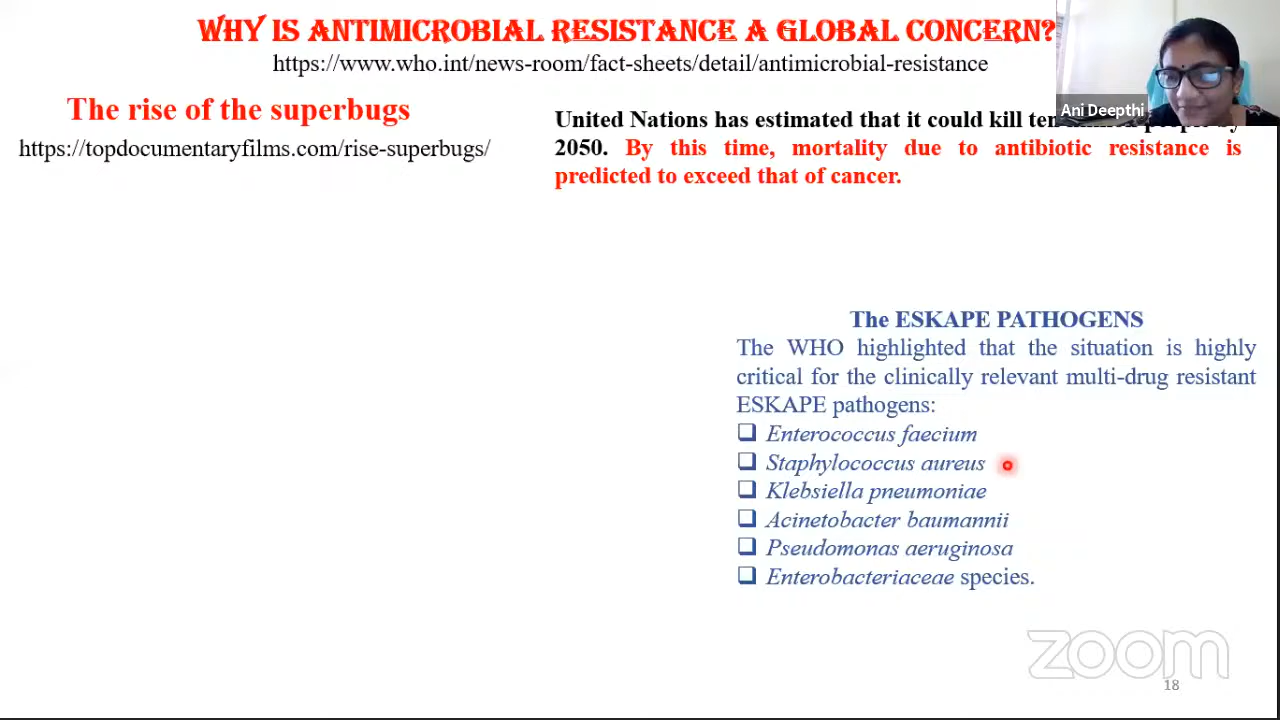 WHY IS ANTIMICROBIAL RESISTANCE A GLOBAL CONCERN?
https://www.who.int/news-room/fact-sheets/detail/antimicrobial-resistance
The rise of the superbugs
https://topdocumentaryfilms.com/rise-superbugs/
Ani Deepthi
United Nations has estimated that it could kill ten people by
2050. By this time, mortality due to antibiotic resistance is
predicted to exceed that of cancer.
The ESKAPE PATHOGENS
The WHO highlighted that the situation is highly
critical for the clinically relevant multi-drug resistant
ESKAPE pathogens:
Enterococcus faecium
Staphylococcus aureus
Klebsiella pneumoniae
Acinetobacter baumannii
Pseudomonas aeruginosa
Enterobacteriaceae species.
zoom
18